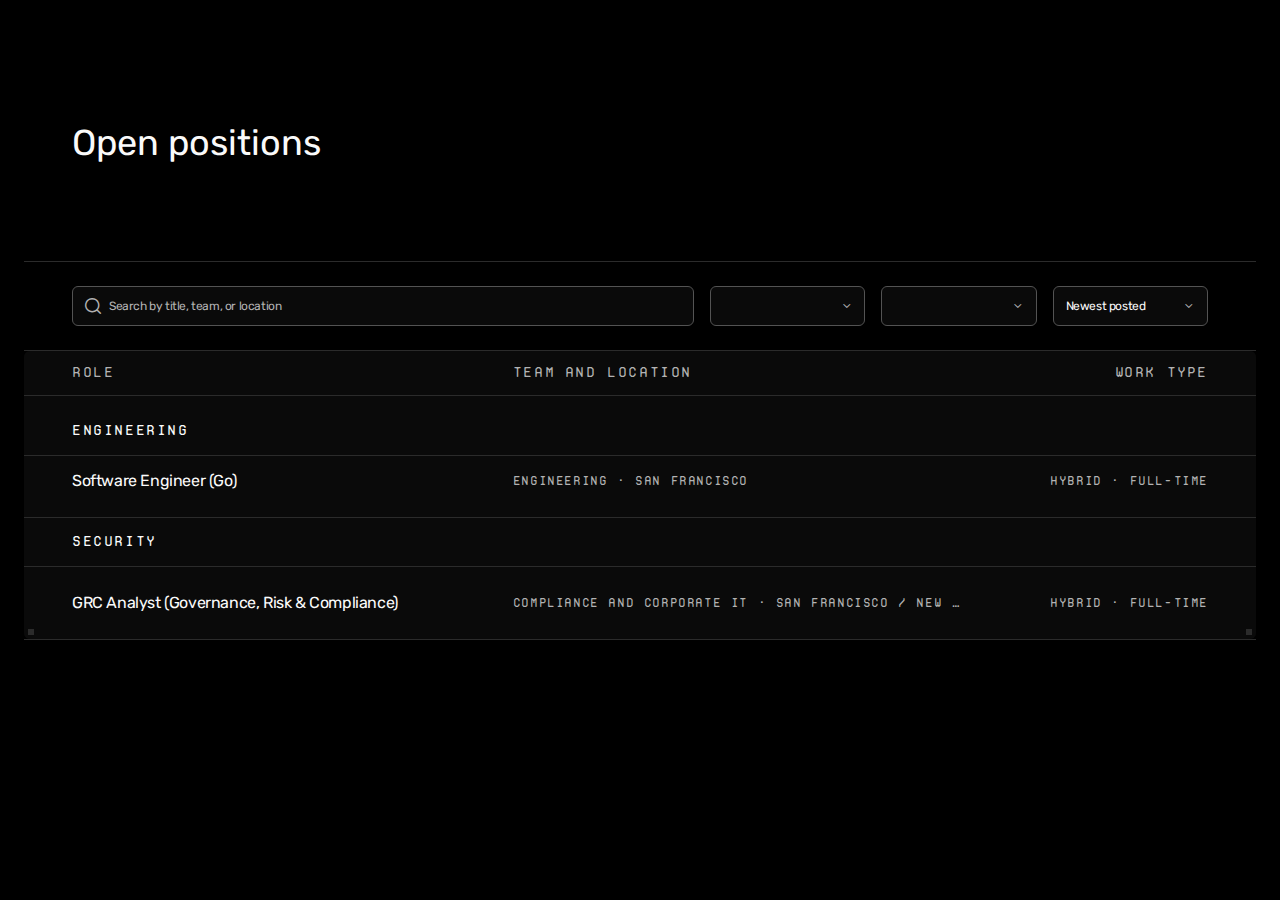 Open positions
Search by title, team, or location
Newest posted
ROLE TEAM AND LOCATION WORK TYPE
ENGINEERING
Software Engineer (Go) ENGINEERING · SAN FRANCISCO HYBRID · FULL-TIME
SECURITY
GRC Analyst (Governance, Risk & Compliance) COMPLIANCE AND CORPORATE IT · SAN FRANCISCO / NEW … HYBRID · FULL-TIME